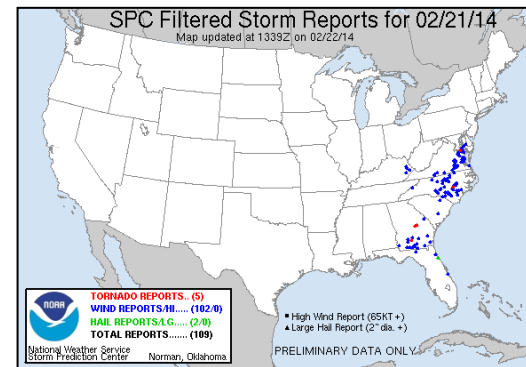 SPC Filtered Storm Reports for 02/21/14
Map updated at 1339Z on 02/22/14
NOAA
TORNADO REPORTS.. (5)
WIND REPORTS/HI..... (102/0)
HAIL REPORTS/LG..... (2/0)
TOTAL REPORTS....... (109)
National Weather Service
Storm Prediction Center Norman, Oklahoma
High Wind Report (65KT +)
Large Hail Report (2" dia. +)
PRELIMINARY DATA ONLY